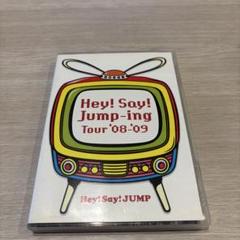 Hey! Say!
Jump-ing
Tour '08-'09
Hey! Say! JUMP